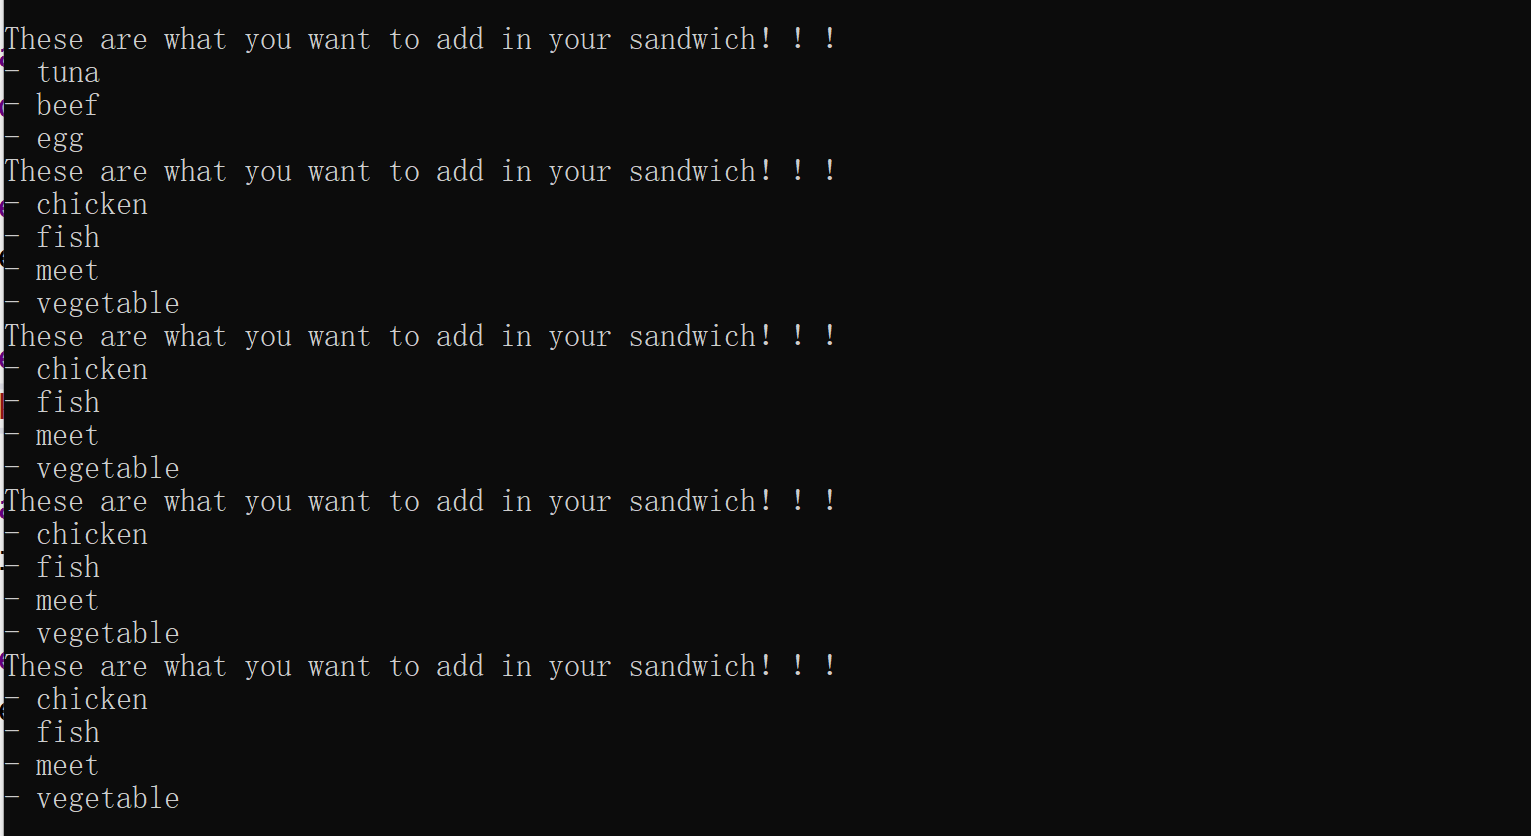 These are what you want to add in your sandwich！！！
- tuna
- beef
- egg
These are what you want to add in your sandwich！！！
- chicken
- fish
- meet
- vegetable
These are what you want to add in your sandwich！！！
- chicken
- fish
- meet
- vegetable
These are what you want to add in your sandwich！！！
- chicken
- fish
- meet
- vegetable
These are what you want to add in your sandwich！！！
- chicken
- fish
- meet
- vegetable